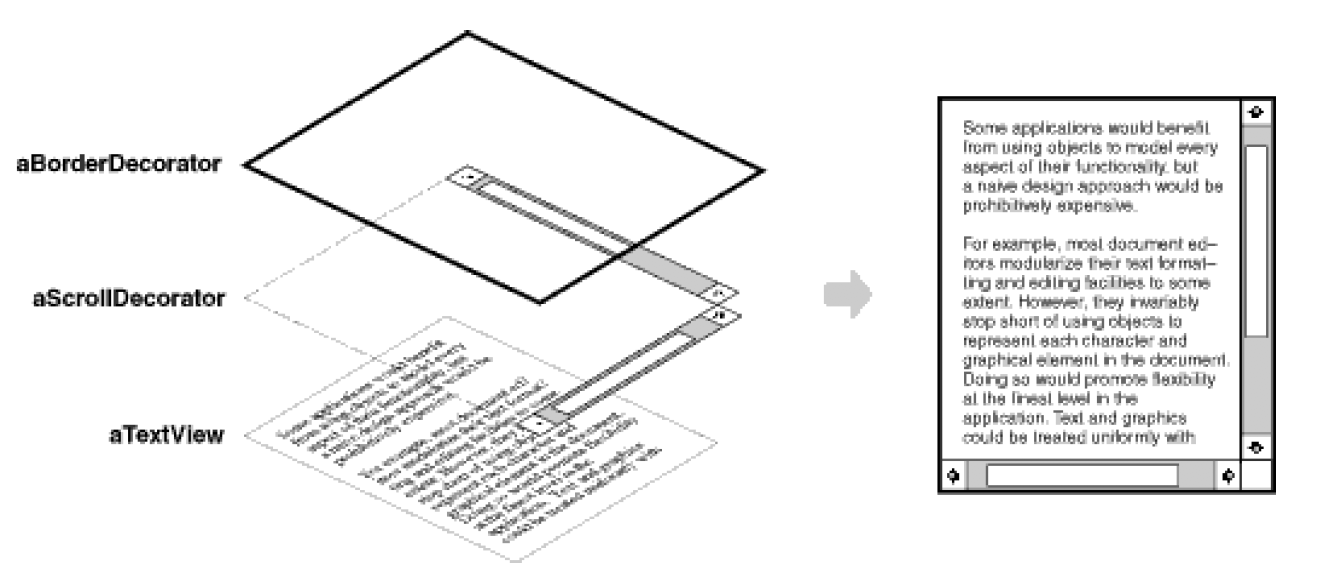 aBorderDecorator
aScrollDecorator
aTextView
Some applications would benefit
from using objects to model every
aspect of their functionality, but
a naive design approach would be
prohibitively expensive.
For example, most document ed–
itors modularize their text format–
ting and editing facilities to some
extent. However, they invariably
stop short of using objects to
represent each character and
graphical element in the document.
Doing so would promote flexibility
at the finest level in the
application. Text and graphics
could be treated uniformly with